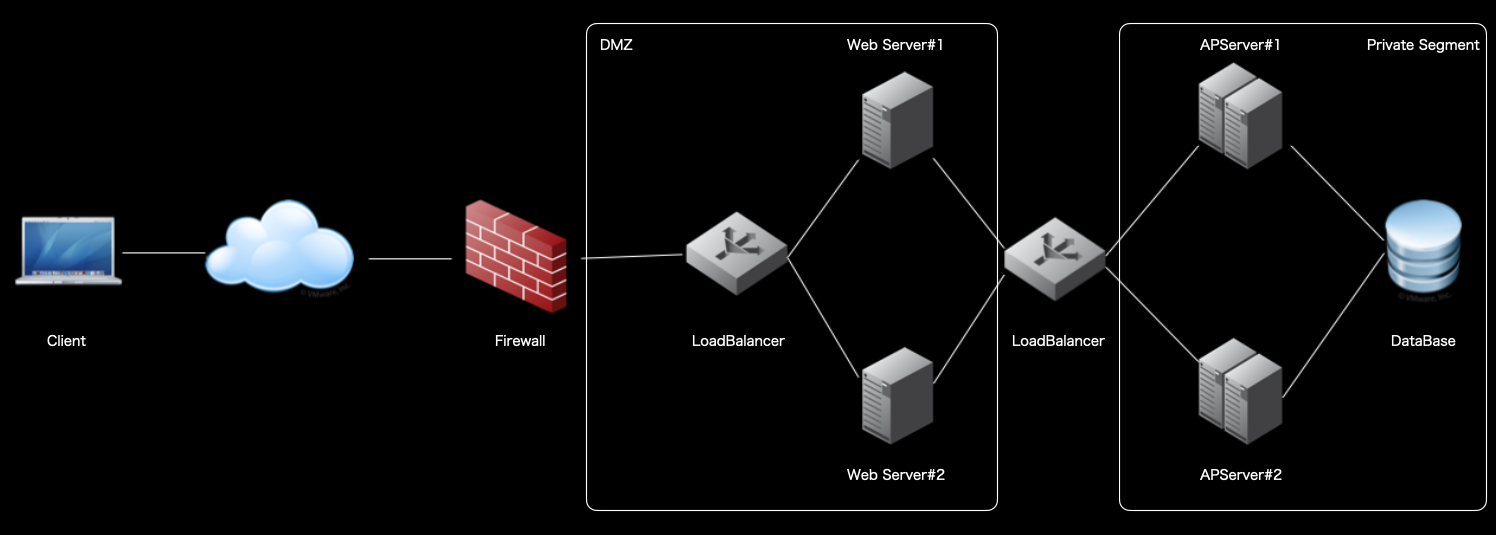 DMZ
Web Server#1
APServer#1
Private Segment
©VMware, Inc.
© VMware, Inc.
Client
Firewall
LoadBalancer
LoadBalancer
DataBase
Web Server#2
APServer#2